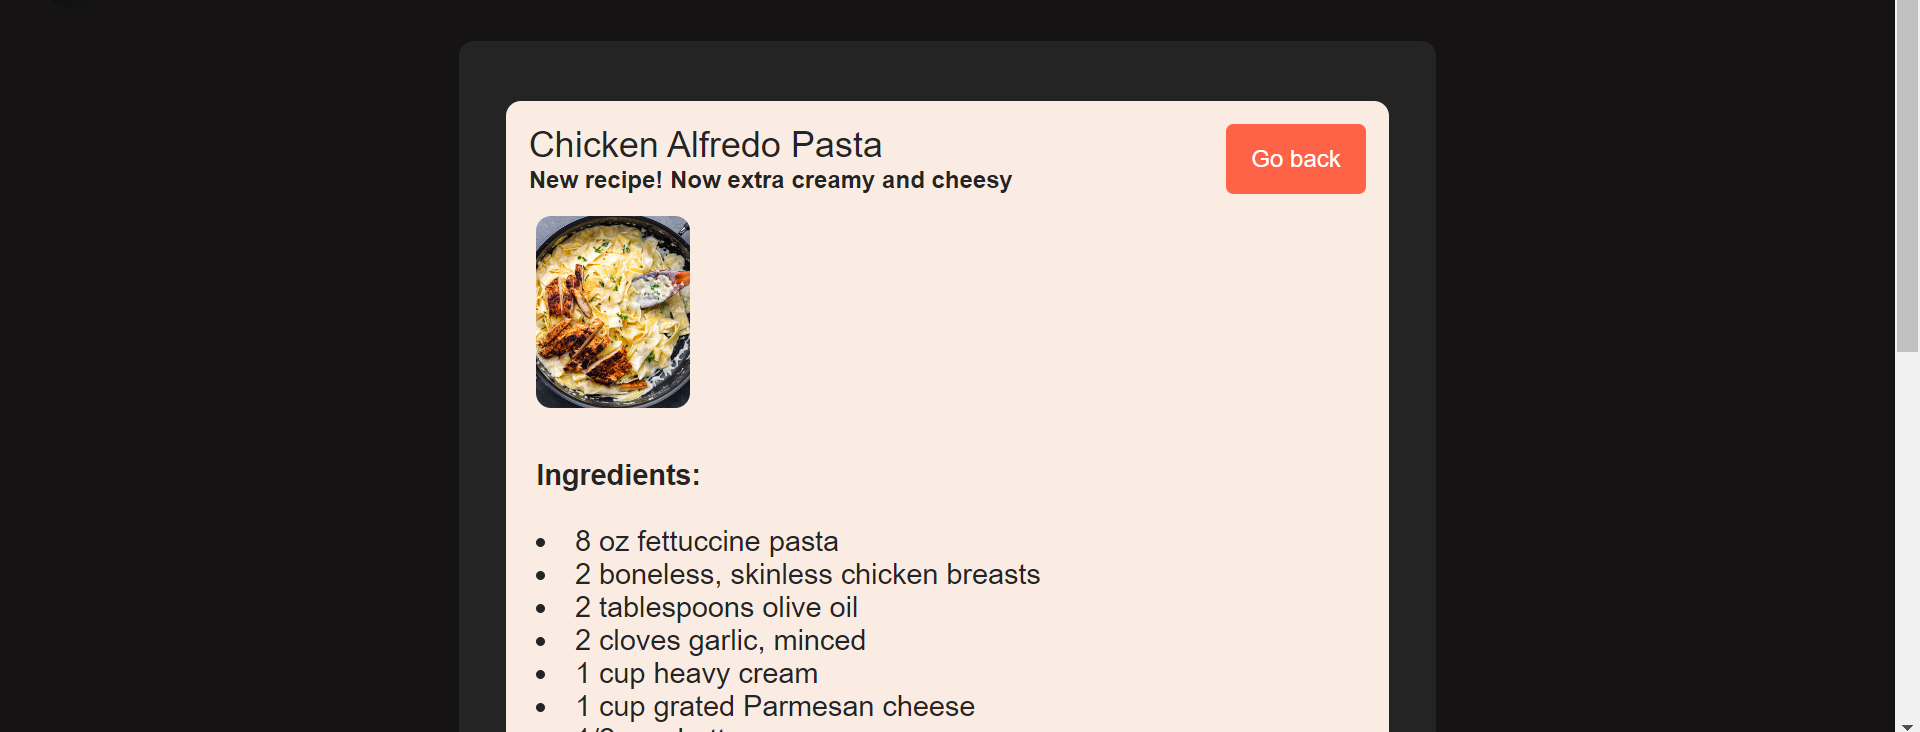 Chicken Alfredo Pasta
Go back
New recipe! Now extra creamy and cheesy
Ingredients:
8 oz fettuccine pasta
2 boneless, skinless chicken breasts
2 tablespoons olive oil
2 cloves garlic, minced
1 cup heavy cream
1 cup grated Parmesan cheese